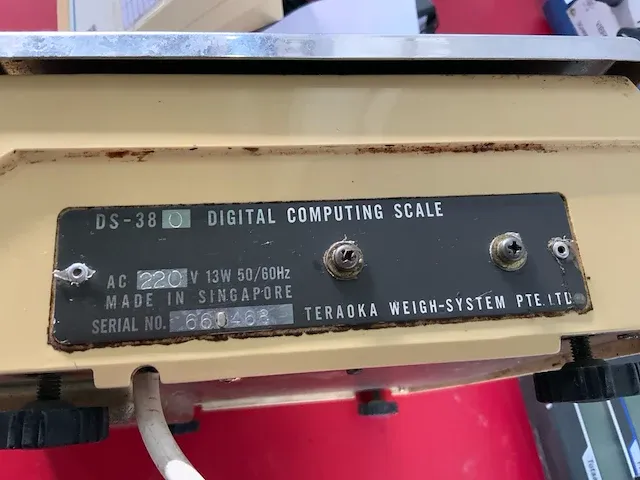 DS-380 DIGITAL COMPUTING SCALE
AC 220 V 13W 50/60Hz
MADE IN SINGAPORE
SERIAL NO. 660468 TERAOKA WEIGH-SYSTEM PTE.LTD.